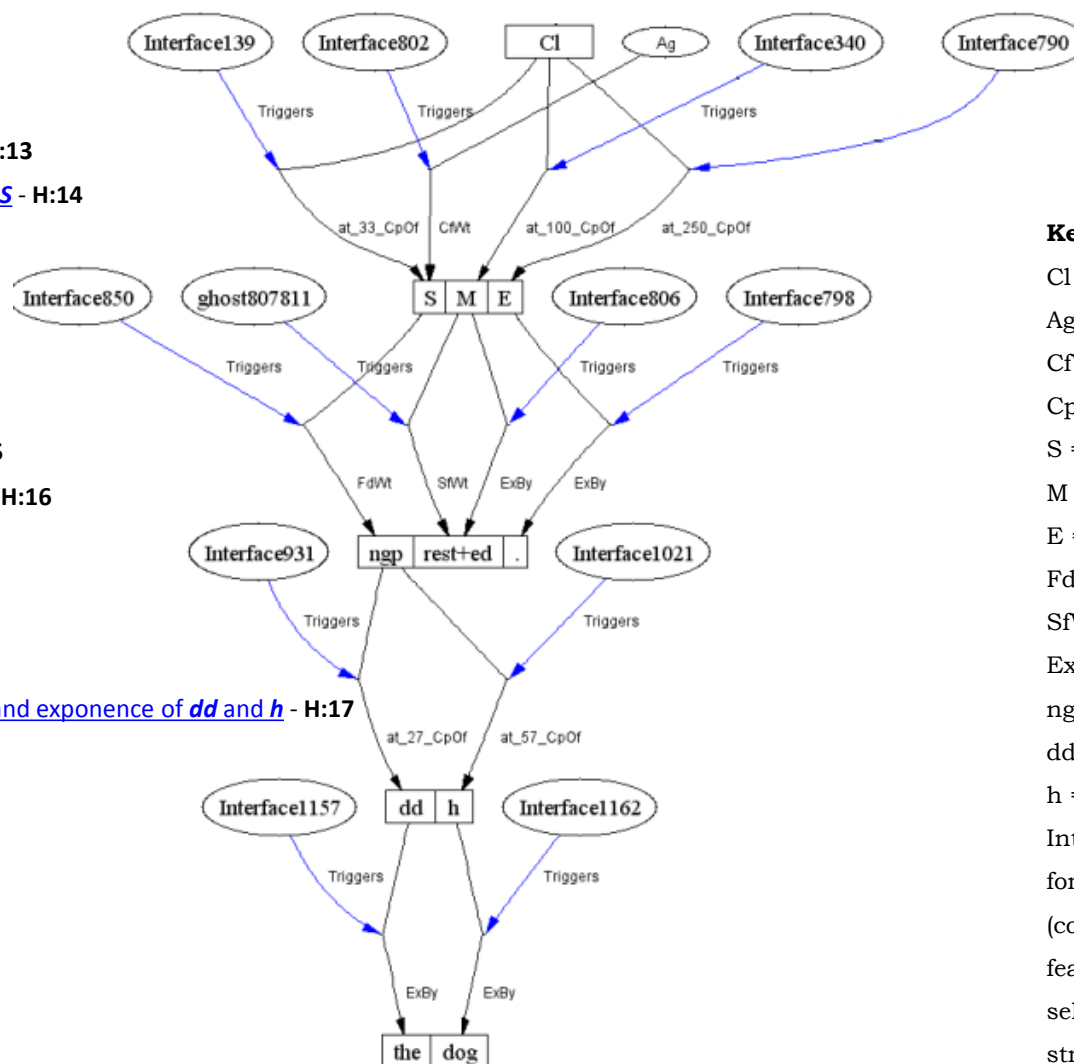 Interface139 Interface802 Cl Ag Interface340 Interface790
Triggers Triggers Triggers
:13
S - H:14
at_33_CpOf CfWt at_100_CpOf at_250_CpOf
Ke
Cl
Interface850 ghost807811 S M E Interface806 Interface798
Ag
Cf
Triggers Triggers Triggers Triggers
Cp
S =
FdWt SfWt ExBy ExBy
H:16
M
E =
Interface931 ngp rest+ed . Interface1021
Fd
Triggers Triggers
Sf
Ex
and exponence of dd and h - H:17
ng
at_27_CpOf at_57_CpOf
dd
Interface1157 dd h Interface1162
h =
Int
Triggers Triggers
for
(co
fea
ExBy ExBy
sel
the dog
str